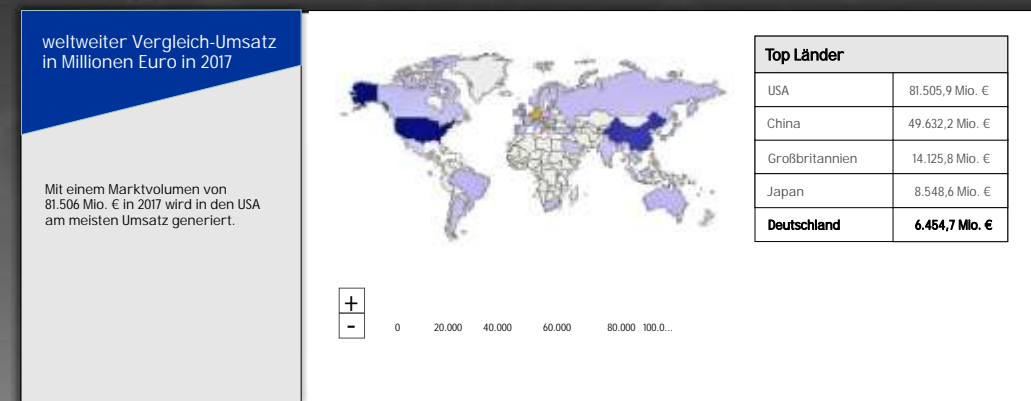 weltweiter Vergleich-Umsatz
in Millionen Euro in 2017
Mit einem Marktvolumen von
81.506 Mio. € in 2017 wird in den USA
am meisten Umsatz generiert.
Top Länder
USA 81.505,9 Mio. €
China 49.632,2 Mio. €
Großbritannien 14.125,8 Mio. €
Japan 8.548,6 Mio. €
Deutschland 6.454,7 Mio. €
+
-
0 20.000 40.000 60.000 80.000 100.0...